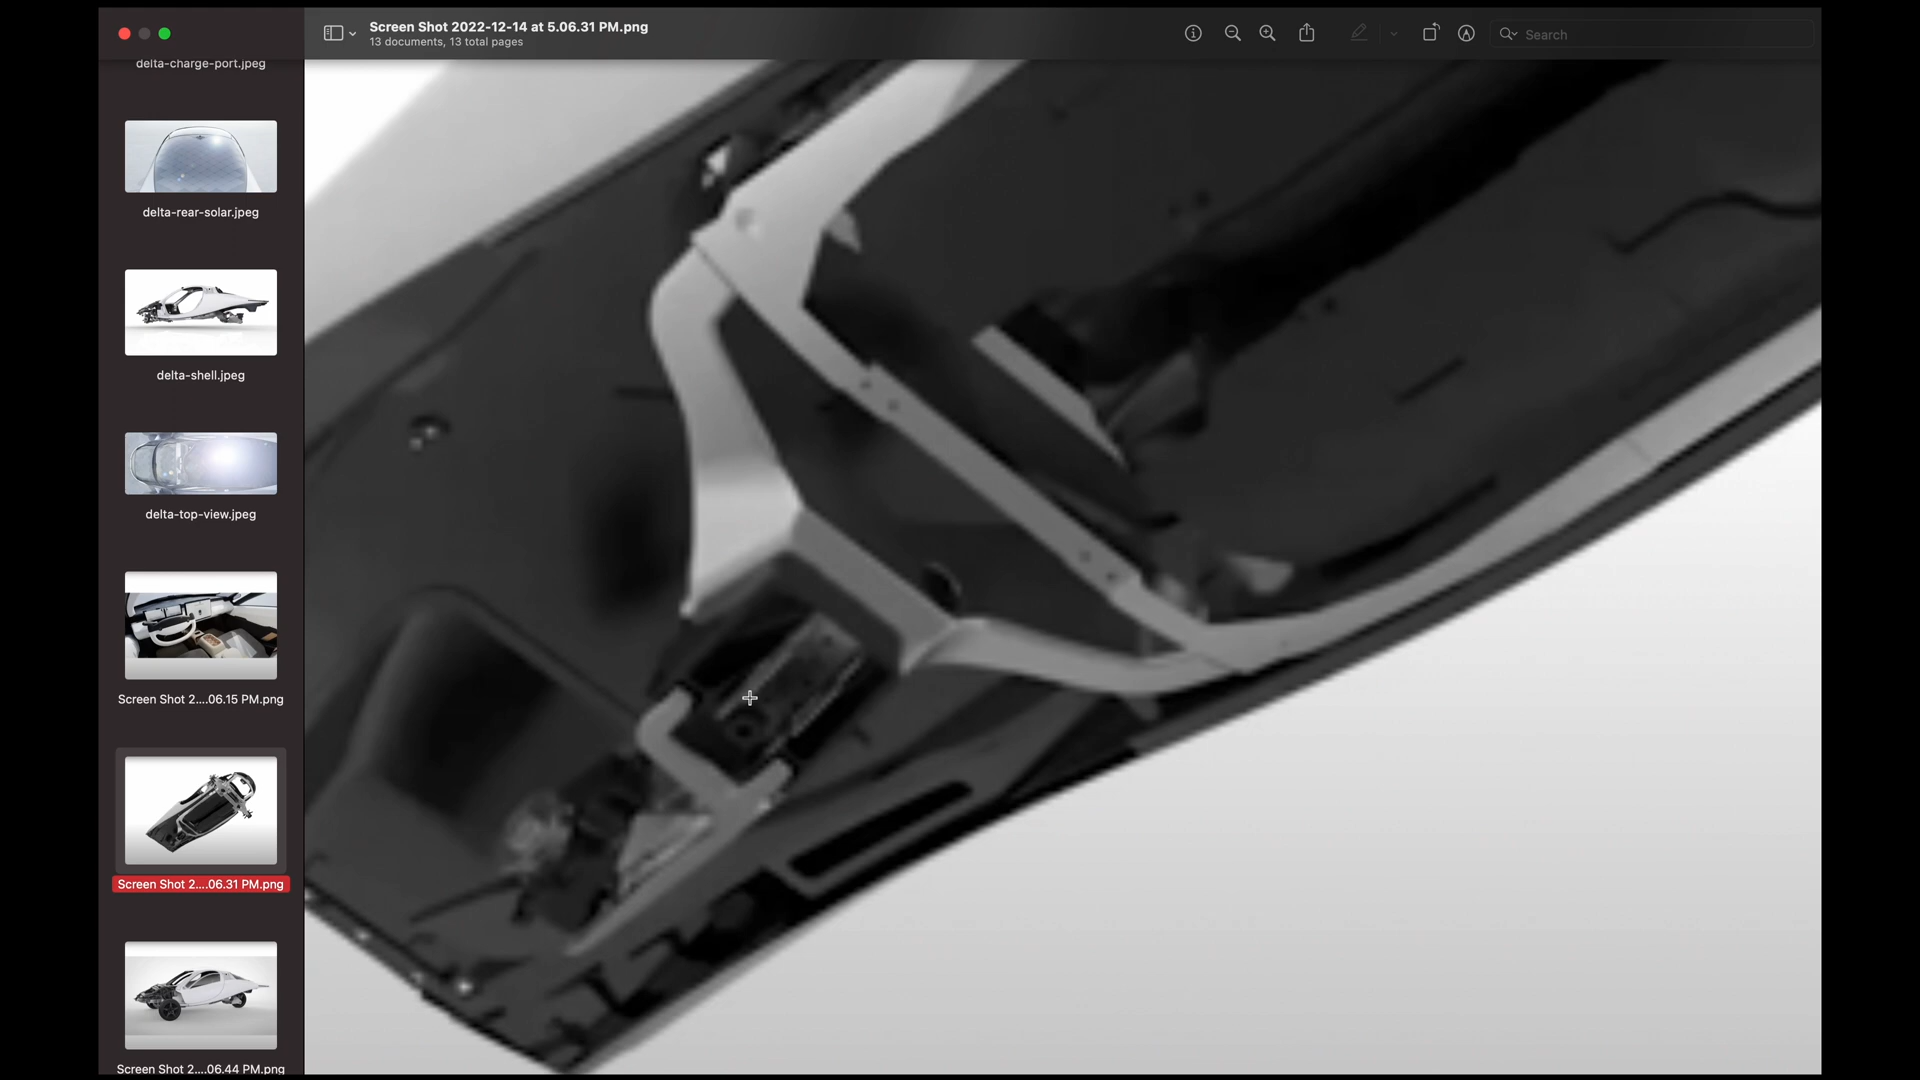 Screen Shot 2022-12-14 at 5.06.31 PM.png
13 documents, 13 total pages
Search
delta-charge-port.jpeg
delta-rear-solar.jpeg
delta-shell.jpeg
delta-top-view.jpeg
Screen Shot 2....06.15 PM.png
Screen Shot 2....06.31 PM.png
Screen Shot 2....06.44 PM.png